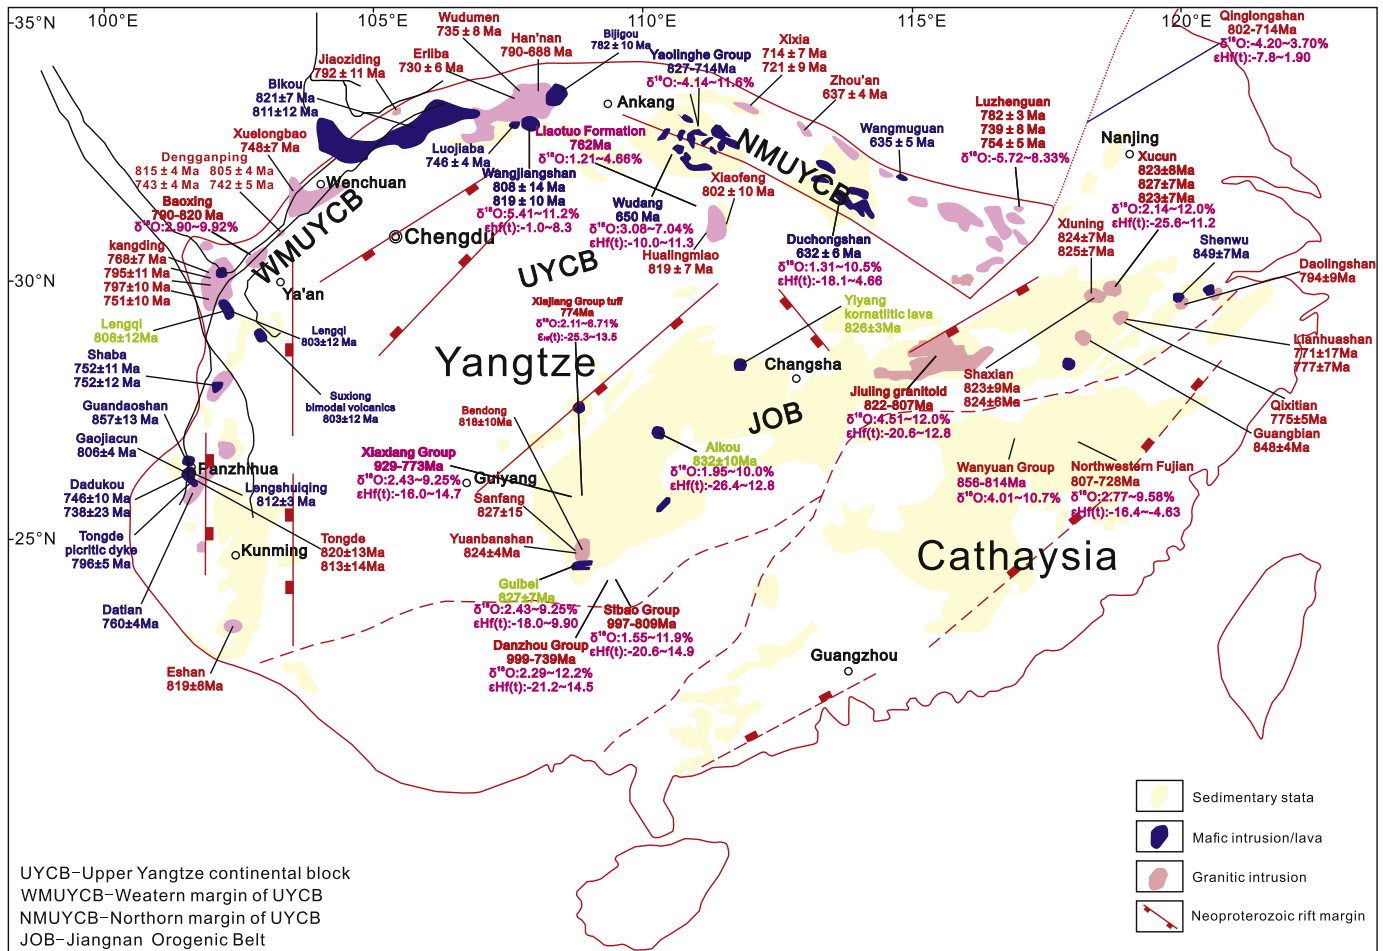 35°N
100°E
105°E
110°E
115°E
120°E
30°N
25°N
Wudumen
735 ± 8 Ma
Han'nan
790-688 Ma
Bijigou
782 ± 10 Ma
Erliba
730 ± 6 Ma
Jiaoziding
792 ± 11 Ma
Bikou
821±7 Ma
811±12 Ma
Yaolinghe Group
827-714Ma
δ¹⁸O:-4.14~11.6%
Xixia
714 ± 7 Ma
721 ± 9 Ma
Zhou'an
637 ± 4 Ma
Qinglongshan
802-714Ma
δ¹⁸O:-4.20~3.70%
εHf(t):-7.8~1.90
Luzhenguan
782 ± 3 Ma
739 ± 8 Ma
754 ± 5 Ma
δ¹⁸O:-5.72~8.33%
Wangmuguan
635 ± 5 Ma
Ankang
Nanjing
Xuelongbao
748±7 Ma
Dengganping
815 ± 4 Ma 805 ± 4 Ma
743 ± 4 Ma 742 ± 5 Ma
Baoxing
790-820 Ma
δ¹⁸O:2.90~9.92%
Wenchuan
WMUYCB
Luojiaba
746 ± 4 Ma
Wangjiangshan
808 ± 14 Ma
819 ± 10 Ma
δ¹⁸O:5.41~11.2%
εhf(t):-1.0~8.3
Liaotuo Formation
762Ma
δ¹⁸O:1.21~4.66%
NMUYCB
Xiaofeng
802 ± 10 Ma
Wudang
650 Ma
δ¹⁸O:3.08~7.04%
εHf(t):-10.0~11.3
Hualingmiao
819 ± 7 Ma
Duchongshan
632 ± 6 Ma
δ¹⁸O:1.31~10.5%
εHf(t):-18.1~4.66
Xucun
823±8Ma
827±7Ma
823±7Ma
δ¹⁸O:2.14~12.0%
εHf(t):-25.6~11.2
Xiuning
824±7Ma
825±7Ma
Shenwu
849±7Ma
Daolingshan
794±9Ma
kangding
768±7 Ma
795±11 Ma
797±10 Ma
751±10 Ma
Chengdu
UYCB
Ya'an
Lengqi
808±12Ma
Lengqi
803±12 Ma
Xiajiang Group tuff
774Ma
δ¹⁸O:2.11~6.71%
εHf(t):-25.3~13.5
Yiyang
kornatiitic lava
826±3Ma
Shaba
752±11 Ma
752±12 Ma
Yangtze
Changsha
Lianhuashan
771±17Ma
777±7Ma
Suxiong
bimodal volcanics
803±12 Ma
Shaxian
823±9Ma
824±6Ma
Jiuling granitoid
822-807Ma
δ¹⁸O:4.51~12.0%
εHf(t):-20.6~12.8
Qixitian
775±5Ma
Guangbian
848±4Ma
Guandaoshan
857±13 Ma
Gaojiacun
806±4 Ma
Bendong
818±10Ma
JOB
Aikou
832±10Ma
δ¹⁸O:1.95~10.0%
εHf(t):-26.4~12.8
Xiaxiang Group
929-773Ma
δ¹⁸O:2.43~9.25%
εHf(t):-16.0~14.7
Guiyang
Panzhihua
Lengshuiqing
812±3 Ma
Dadukou
746±10 Ma
738±23 Ma
Sanfang
827±15
Wanyuan Group
856-814Ma
δ¹⁸O:4.01~10.7%
Northwestern Fujian
807-728Ma
δ¹⁸O:2.77~9.58%
εHf(t):-16.4~-4.63
Tongde
picritic dyke
796±5 Ma
Kunming
Tongde
820±13Ma
813±14Ma
Yuanbanshan
824±4Ma
Cathaysia
Guibei
827±7Ma
δ¹⁸O:2.43~9.25%
εHf(t):-18.0~9.90
Datian
760±4Ma
Sibao Group
997-809Ma
δ¹⁸O:1.55~11.9%
εHf(t):-20.6~14.9
Danzhou Group
999-739Ma
δ¹⁸O:2.29~12.2%
εHf(t):-21.2~14.5
Eshan
819±8Ma
Guangzhou
Sedimentary stata
Mafic intrusion/lava
Granitic intrusion
Neoproterozoic rift margin
UYCB-Upper Yangtze continental block
WMUYCB-Weatern margin of UYCB
NMUYCB-Northorn margin of UYCB
JOB-Jiangnan Orogenic Belt